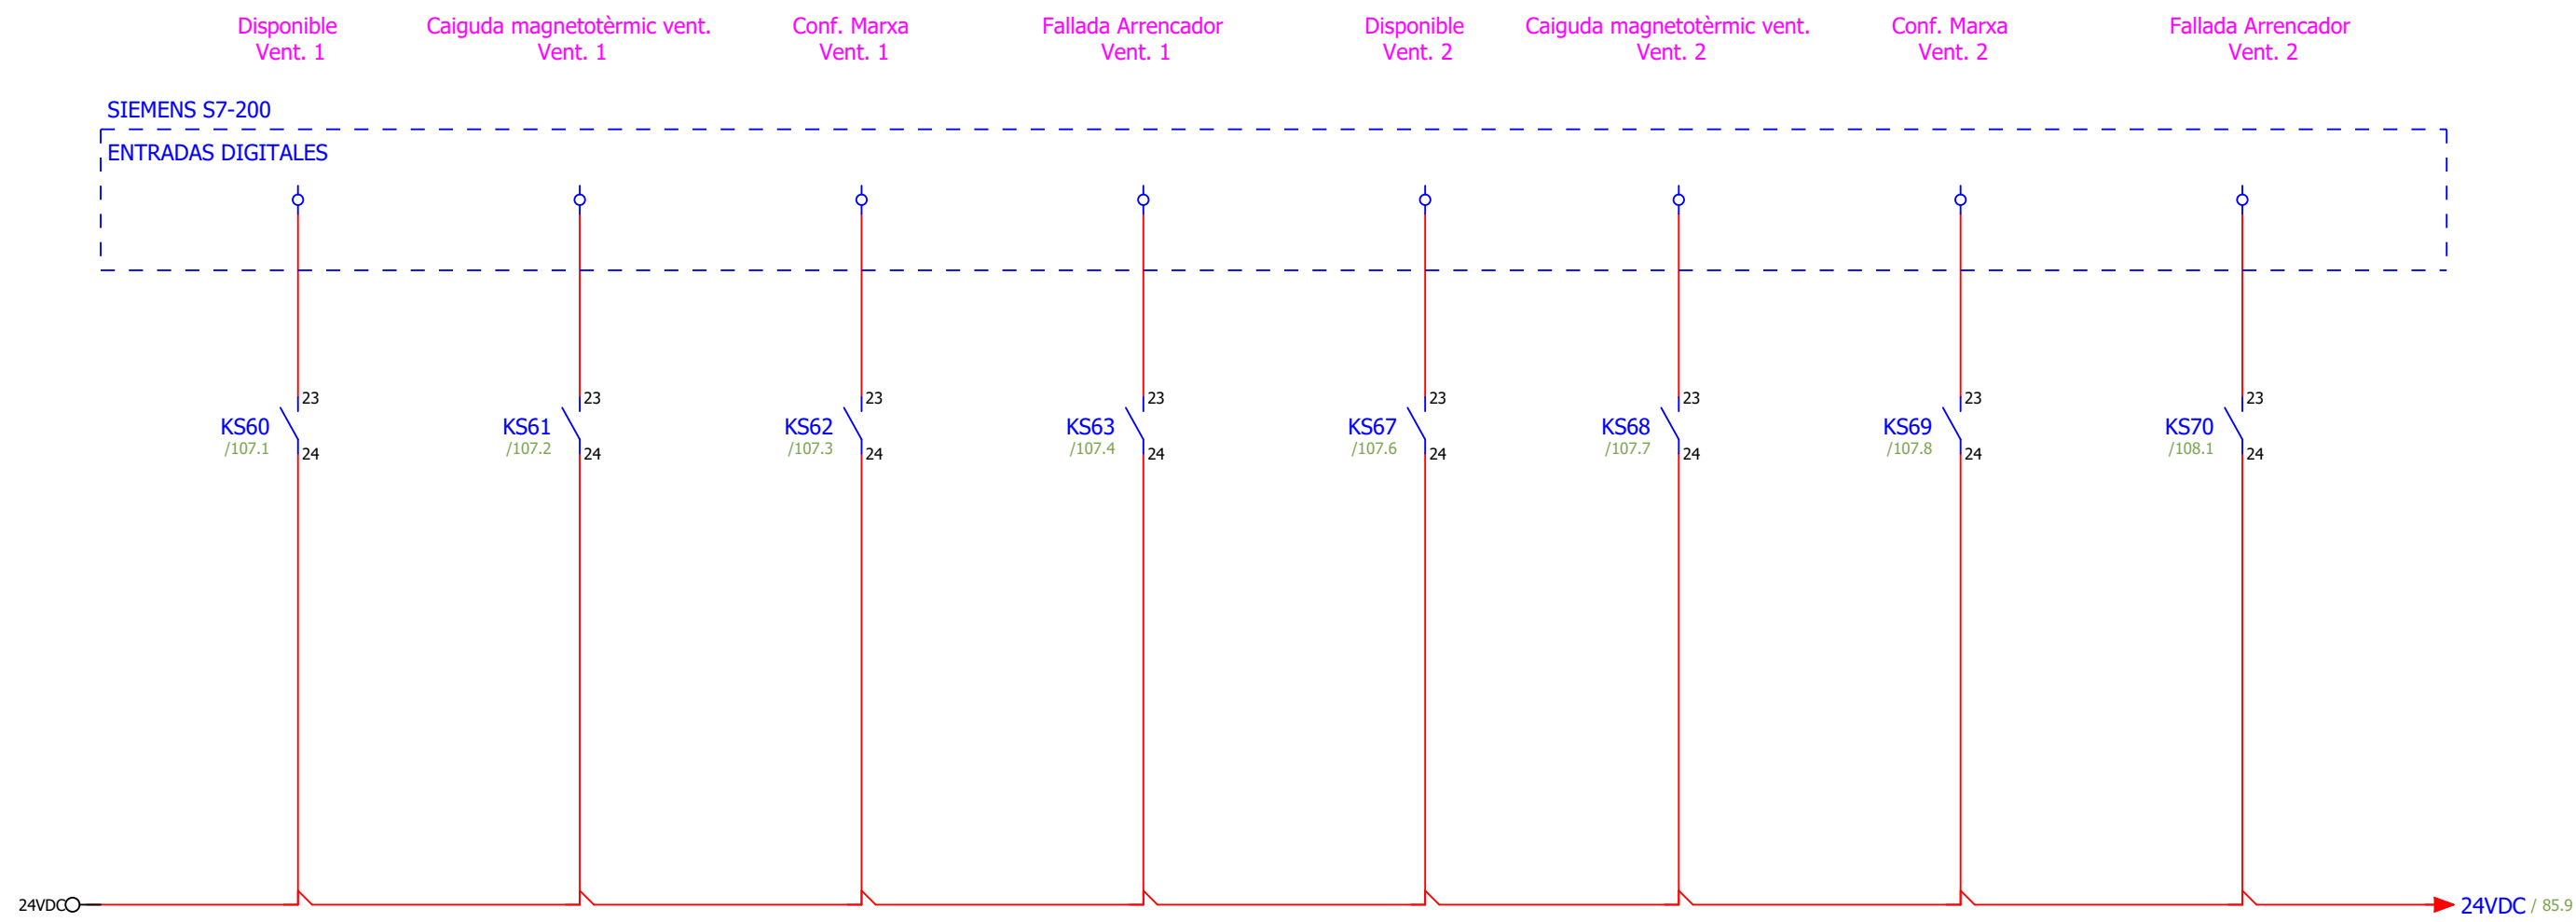 Disponible
Vent. 1
Caiguda magnetotèrmic vent.
Vent. 1
Conf. Marxa
Vent. 1
Fallada Arrencador
Vent. 1
Disponible
Vent. 2
Caiguda magnetotèrmic vent.
Vent. 2
Conf. Marxa
Vent. 2
Fallada Arrencador
Vent. 2
SIEMENS S7-200
ENTRADAS DIGITALES
23
KS60
/107.1
24
23
KS61
/107.2
24
23
KS62
/107.3
24
23
KS63
/107.4
24
23
KS67
/107.6
24
23
KS68
/107.7
24
23
KS69
/107.8
24
23
KS70
/108.1
24
24VDC
24VDC / 85.9